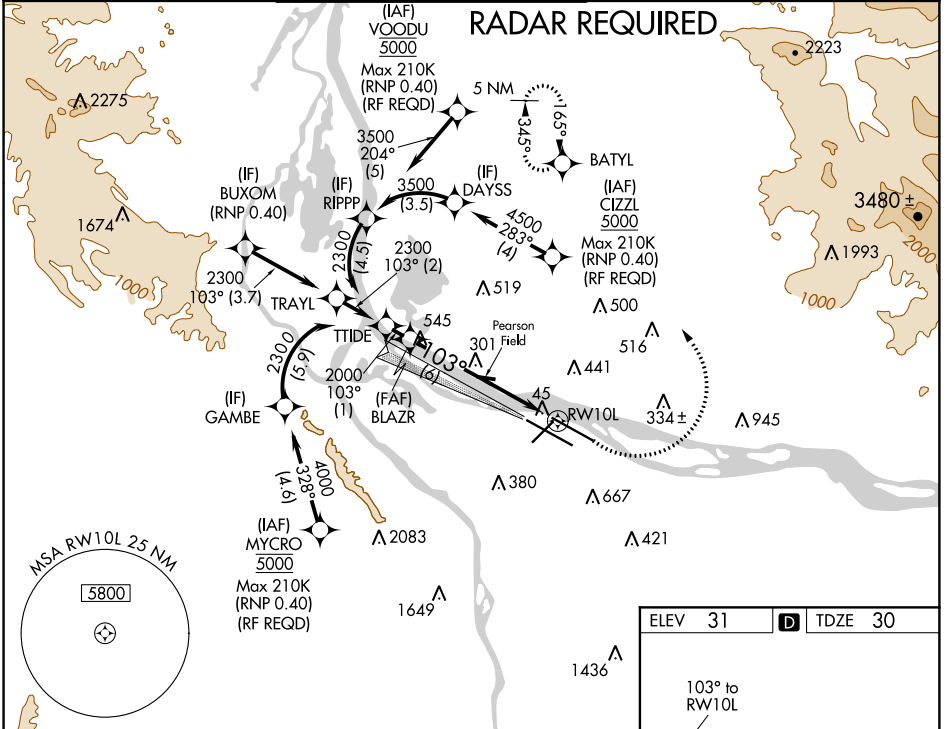 RADAR REQUIRED
(IAF)
VOODU
5000
Max 210K
(RNP 0.40)
(RF REQD)
2223
2275
5 NM
345°
165°
BATYL
3500
204°
(5)
(IF)
DAYSS
(IF)
RIPPP
3500
(3.5)
(IF)
BUXOM
(RNP 0.40)
(IAF)
CIZZL
5000
Max 210K
(RNP 0.40)
(RF REQD)
4500
283°
(4)
3480 ±
2000
1993
1000
1674
1000
2300
(4.5)
2300
103° (2)
2300
103° (3.7)
TRAYL
519
500
516
TTIDE
545
Pearson
Field
301
441
103°
(6)
2300
(5.9)
2000
103°
(1)
(FAF)
BLAZR
45
RW10L
334 ±
945
(IF)
GAMBE
4000
328°
(4.6)
380
667
421
2083
(IAF)
MYCRO
5000
Max 210K
(RNP 0.40)
(RF REQD)
MSA RW10L 25 NM
5800
1649
1436
ELEV 31 D TDZE 30
103° to
RW10L